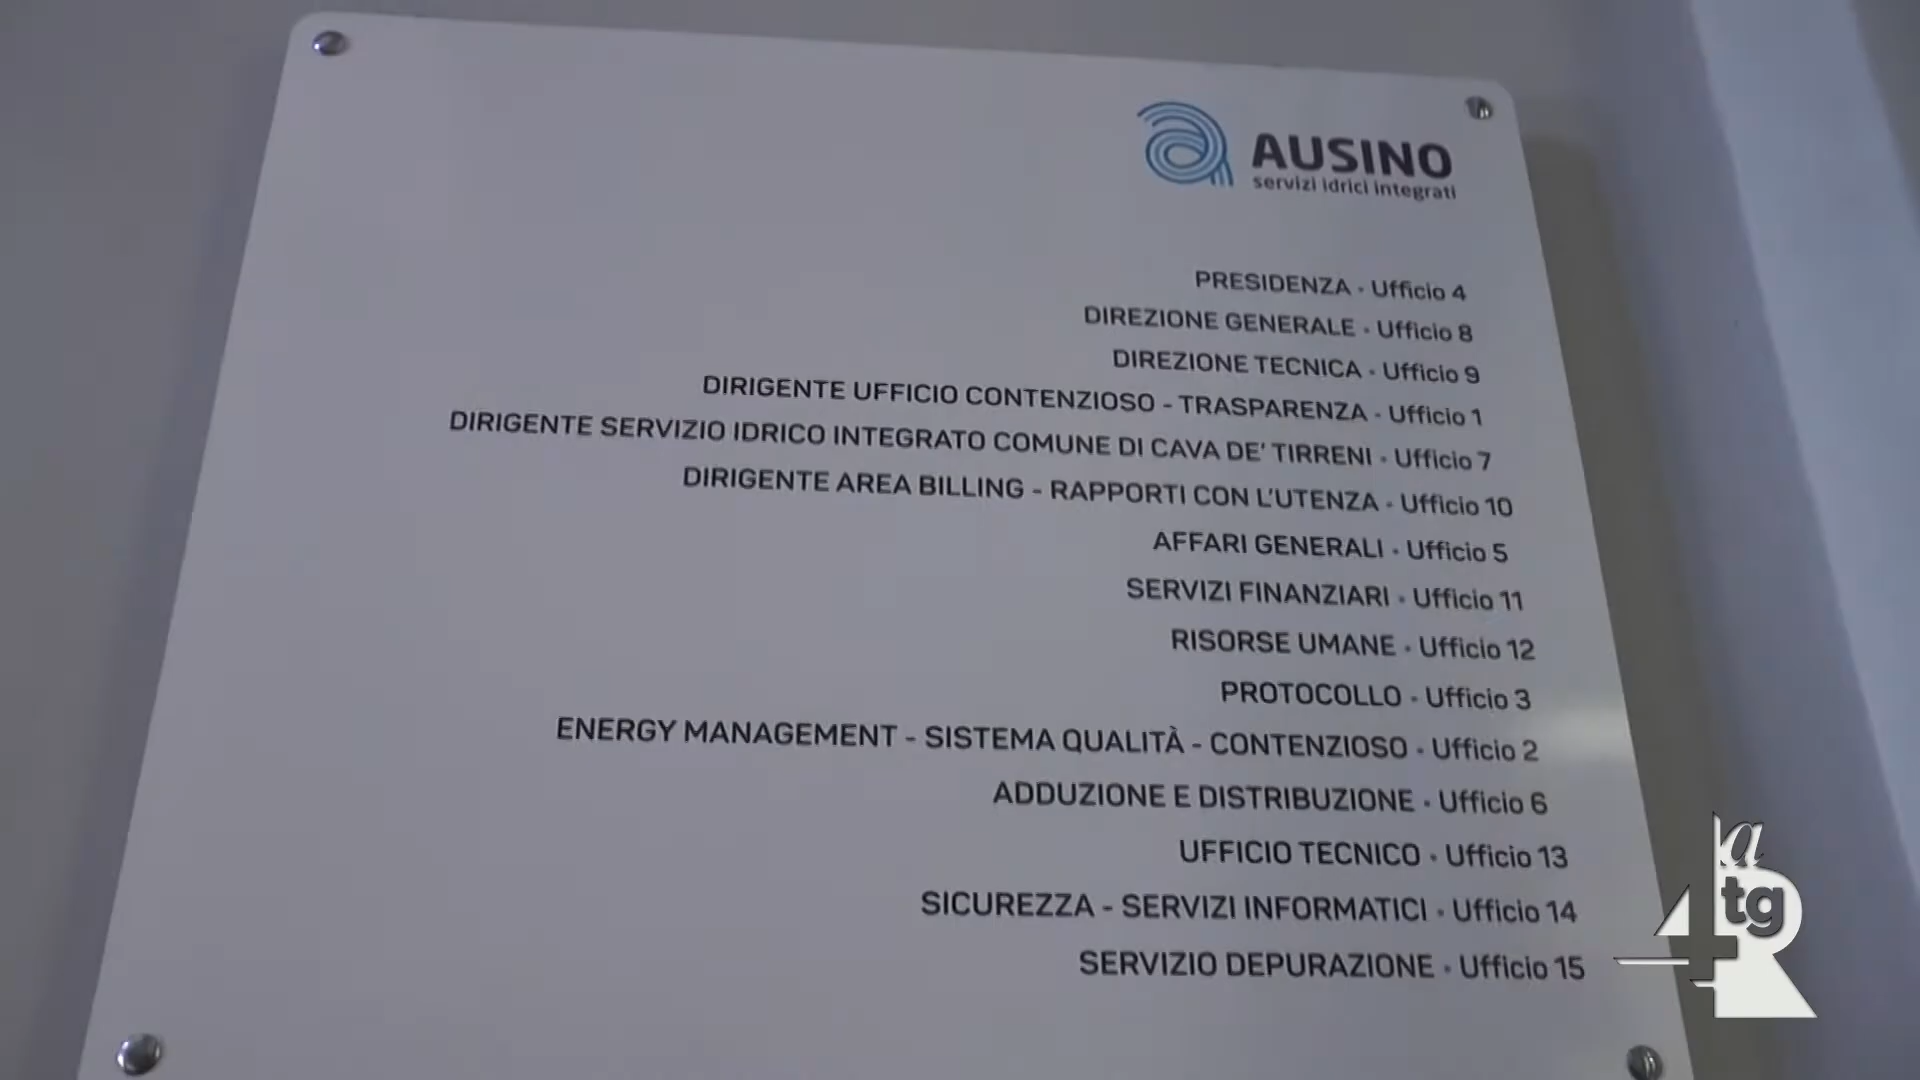 AUSINO
servizi idrici integrati
PRESIDENZA • Ufficio 4
DIREZIONE GENERALE • Ufficio 8
DIREZIONE TECNICA • Ufficio 9
DIRIGENTE UFFICIO CONTENZIOSO - TRASPARENZA • Ufficio 1
DIRIGENTE SERVIZIO IDRICO INTEGRATO COMUNE DI CAVA DE' TIRRENI • Ufficio 7
DIRIGENTE AREA BILLING - RAPPORTI CON L'UTENZA • Ufficio 10
AFFARI GENERALI • Ufficio 5
SERVIZI FINANZIARI • Ufficio 11
RISORSE UMANE • Ufficio 12
PROTOCOLLO • Ufficio 3
ENERGY MANAGEMENT - SISTEMA QUALITÀ - CONTENZIOSO • Ufficio 2
ADDUZIONE E DISTRIBUZIONE • Ufficio 6
UFFICIO TECNICO • Ufficio 13
SICUREZZA - SERVIZI INFORMATICI • Ufficio 14
SERVIZIO DEPURAZIONE • Ufficio 15
la
tg
4R